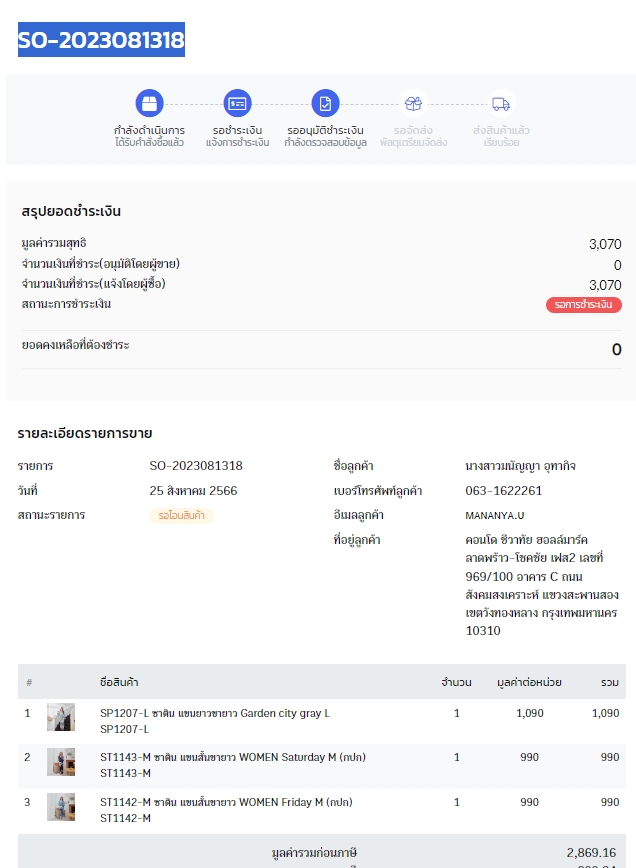 SO-2023081318
กำลังดำเนินการ
ได้รับคำสั่งซื้อแล้ว
รอชำระเงิน
แจ้งการชำระเงิน
รออนุมัติชำระเงิน
กำลังตรวจสอบข้อมูล
รอจัดส่ง
พัสดุเตรียมจัดส่ง
ส่งสินค้าแล้ว
เรียบร้อย
สรุปยอดชำระเงิน
มูลค่ารวมสุทธิ 3,070
จำนวนเงินที่ชำระ(อนุมัติโดยผู้ขาย) 0
จำนวนเงินที่ชำระ(แจ้งโดยผู้ซื้อ) 3,070
สถานะการชำระเงิน รอการชำระเงิน
ยอดคงเหลือที่ต้องชำระ 0
รายละเอียดรายการขาย
รายการ SO-2023081318
วันที่ 25 สิงหาคม 2566
สถานะรายการ รอโอนสินค้า
ชื่อลูกค้า นางสาวมนัญญา อุทากิจ
เบอร์โทรศัพท์ลูกค้า 063-1622261
อีเมลลูกค้า MANANYA.U
ที่อยู่ลูกค้า คอนโด ชีวาทัย ฮอลล์มาร์ค
ลาดพร้าว-โชคชัย เฟส2 เลขที่
969/100 อาคาร C ถนน
สังคมสงเคราะห์ แขวงสะพานสอง
เขตวังทองหลาง กรุงเทพมหานคร
10310
# ชื่อสินค้า จำนวน มูลค่าต่อหน่วย รวม
1 SP1207-L ซาติน แขนยาวขายาว Garden city gray L 1 1,090 1,090
SP1207-L
2 ST1143-M ซาติน แขนสั้นขายาว WOMEN Saturday M (กปก) 1 990 990
ST1143-M
3 ST1142-M ซาติน แขนสั้นขายาว WOMEN Friday M (กปก) 1 990 990
ST1142-M
มูลค่ารวมก่อนภาษี 2,869.16